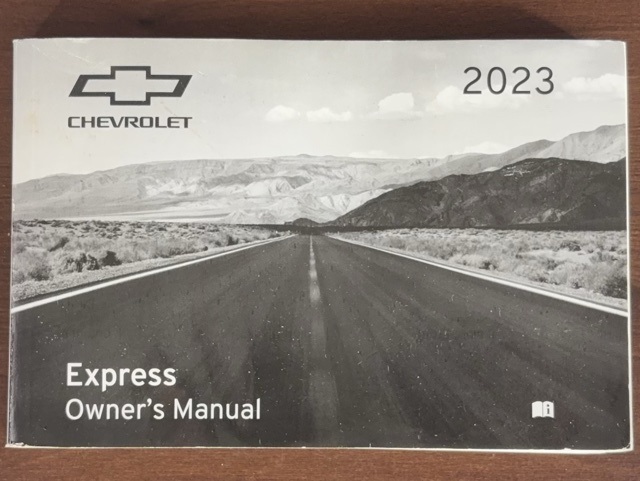 CHEVROLET
2023
Express
Owner's Manual